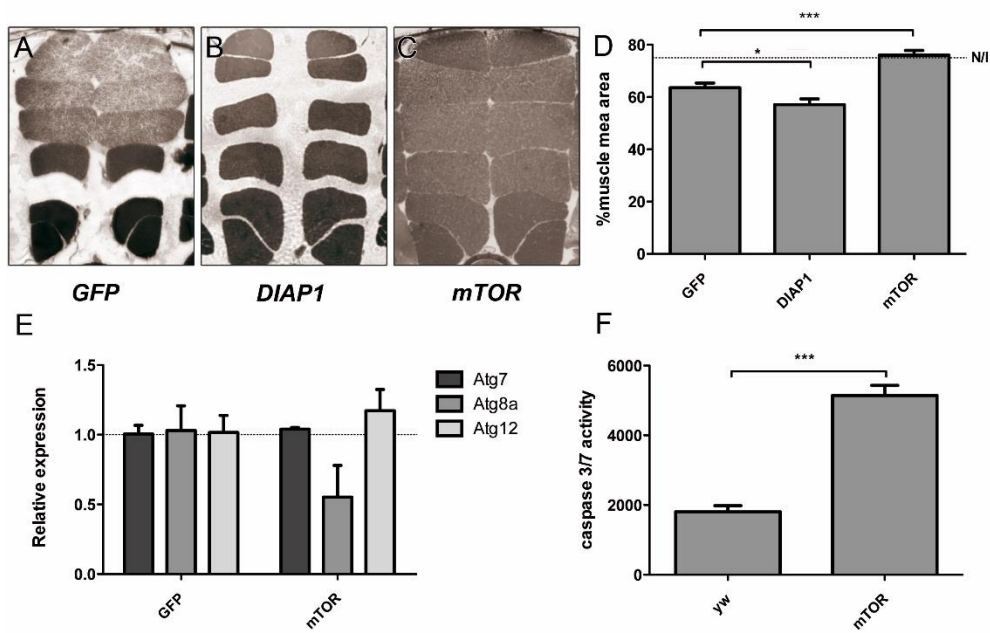 A
B
C
GFP
DIAP1
mTOR
D
%muscle mea area
80
60
40
20
0
***
*
N/I
GFP
DIAP1
mTOR
E
Relative expression
1.5
1.0
0.5
0.0
GFP
mTOR
Atg7
Atg8a
Atg12
F
caspase 3/7 activity
6000
4000
2000
0
***
yw
mTOR